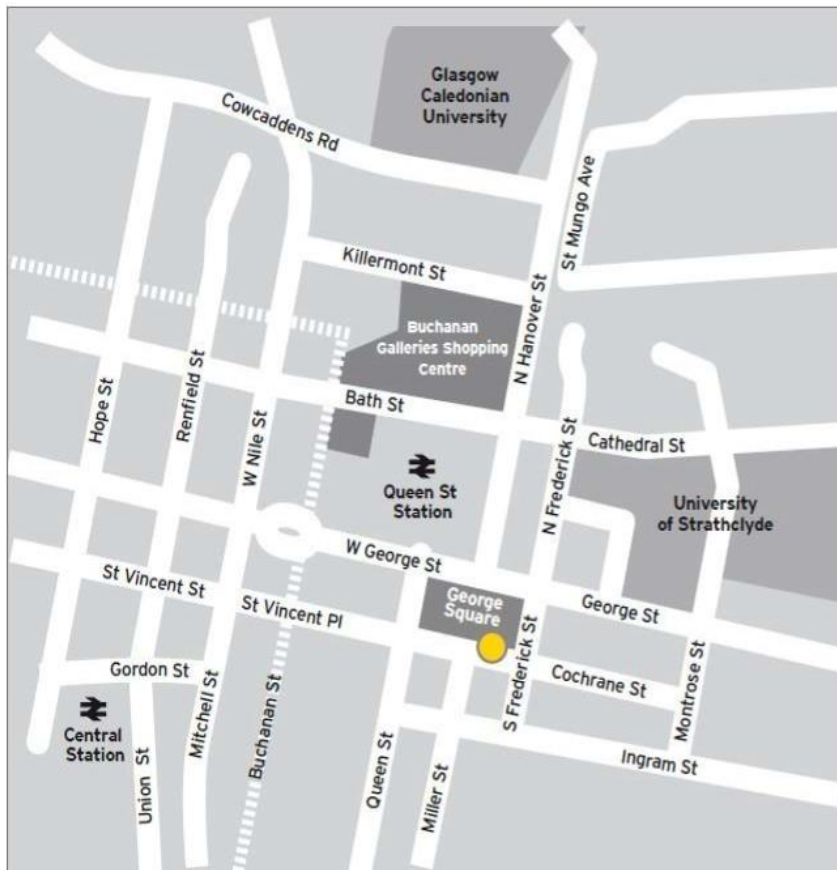 Glasgow
Caledonian
University
Cowcaddens Rd
St Mungo Ave
Killermont St
N Hanover St
Buchanan
Galleries Shopping
Centre
Hope St
Renfield St
W Nile St
Bath St
N Frederick St
Cathedral St
Queen St
Station
University
of Strathclyde
W George St
St Vincent St
St Vincent Pl
George
Square
George St
S Frederick St
Cochrane St
Montrose St
Gordon St
Mitchell St
Buchanan St
Central
Station
Union St
Queen St
Miller St
Ingram St